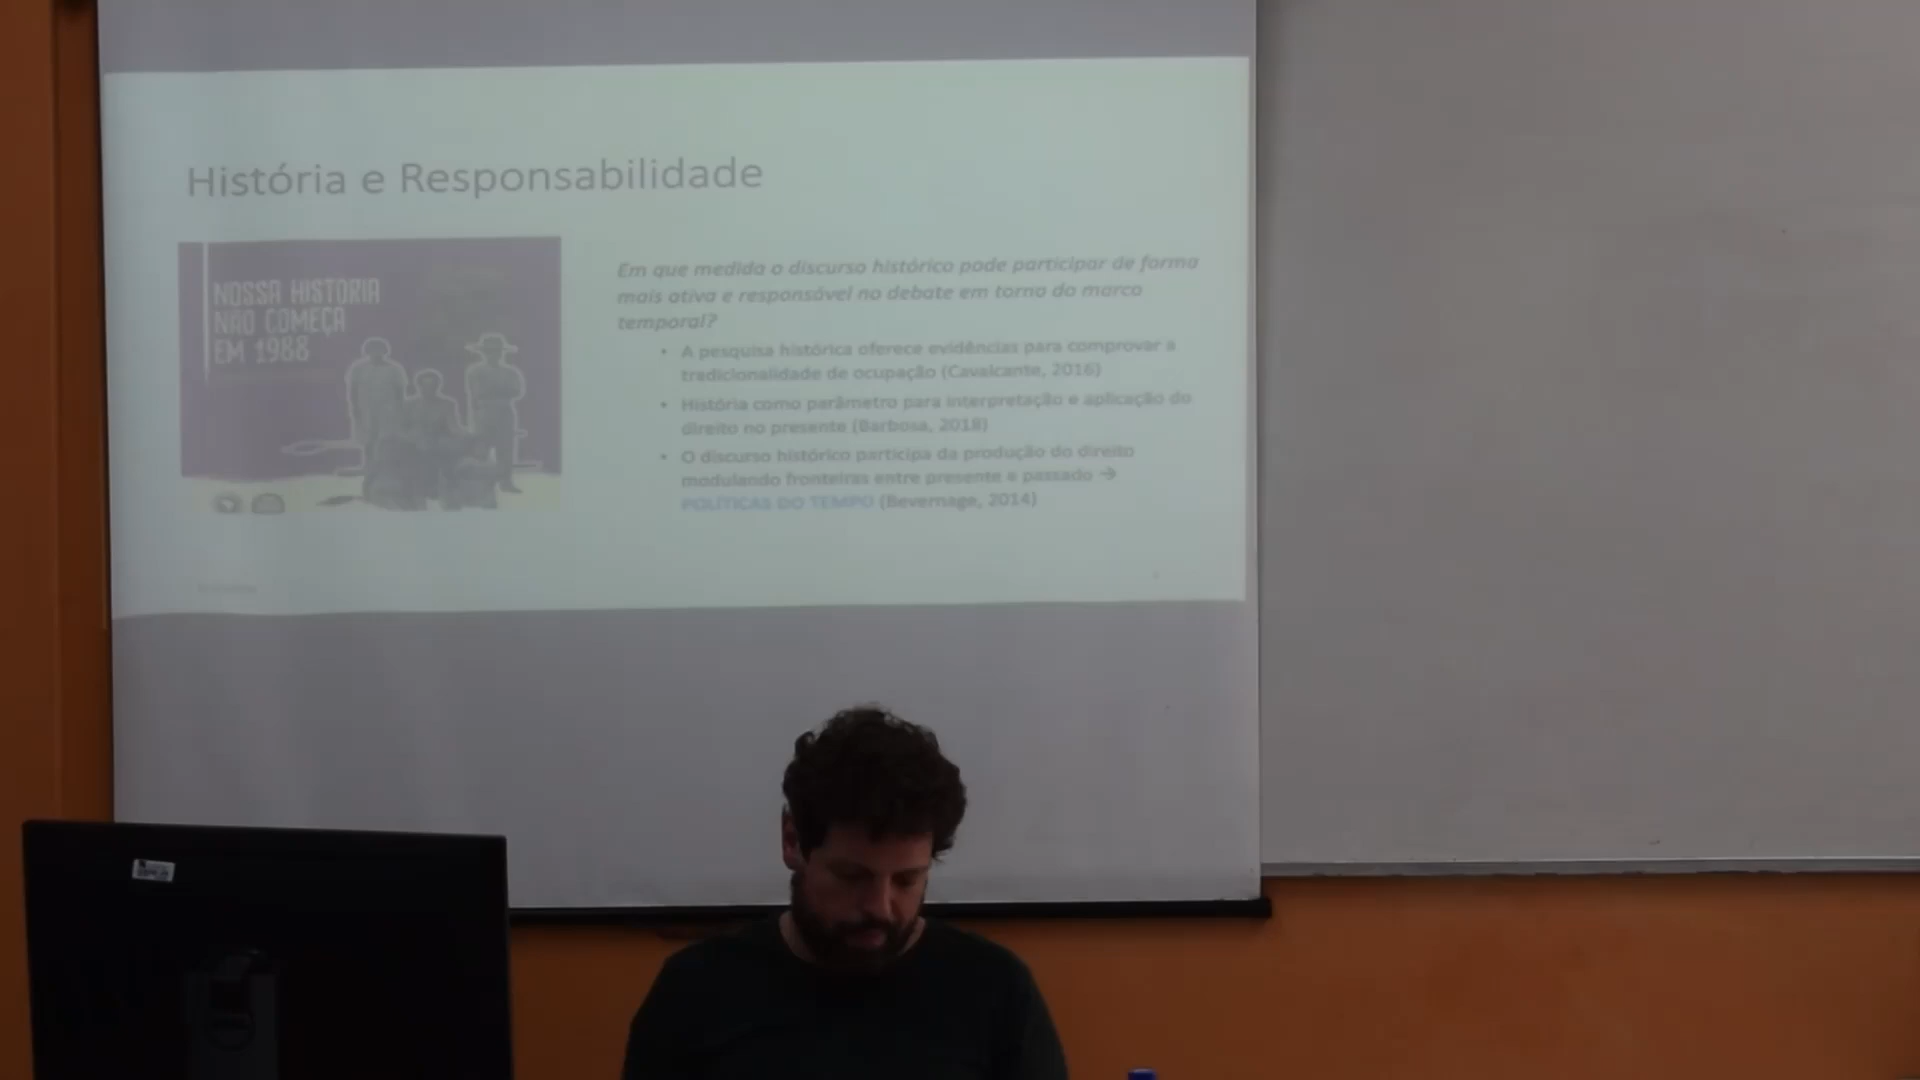 História e Responsabilidade
NOSSA HISTÓRIA
NÃO COMEÇA
EM 1988
Em que medida o discurso histórico pode participar de forma
mais ativa e responsável no debate em torno do marco
temporal?
• A pesquisa histórica oferece evidências para comprovar a
tradicionalidade de ocupação (Cavalcante, 2016)
• História como parâmetro para interpretação e aplicação do
direito no presente (Barbosa, 2018)
• O discurso histórico participa da produção do direito
modulando fronteiras entre presente e passado →
POLÍTICAS DO TEMPO (Bevernage, 2014)